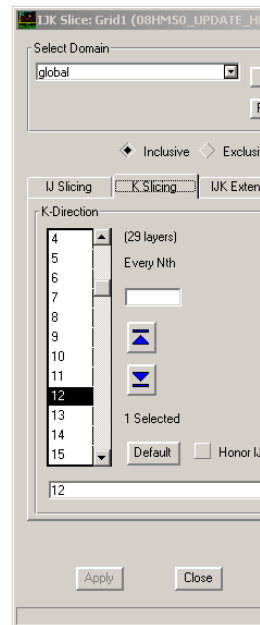 IJK Slice: Grid1 (08HM50_UPDATE_H
Select Domain
global
Inclusive Exclusi
IJ Slicing K Slicing IJK Exten
K-Direction
4 (29 layers)
5 Every Nth
6
7
8
9
10
11
12
13 1 Selected
14
15 Default Honor IJ
12
Apply Close